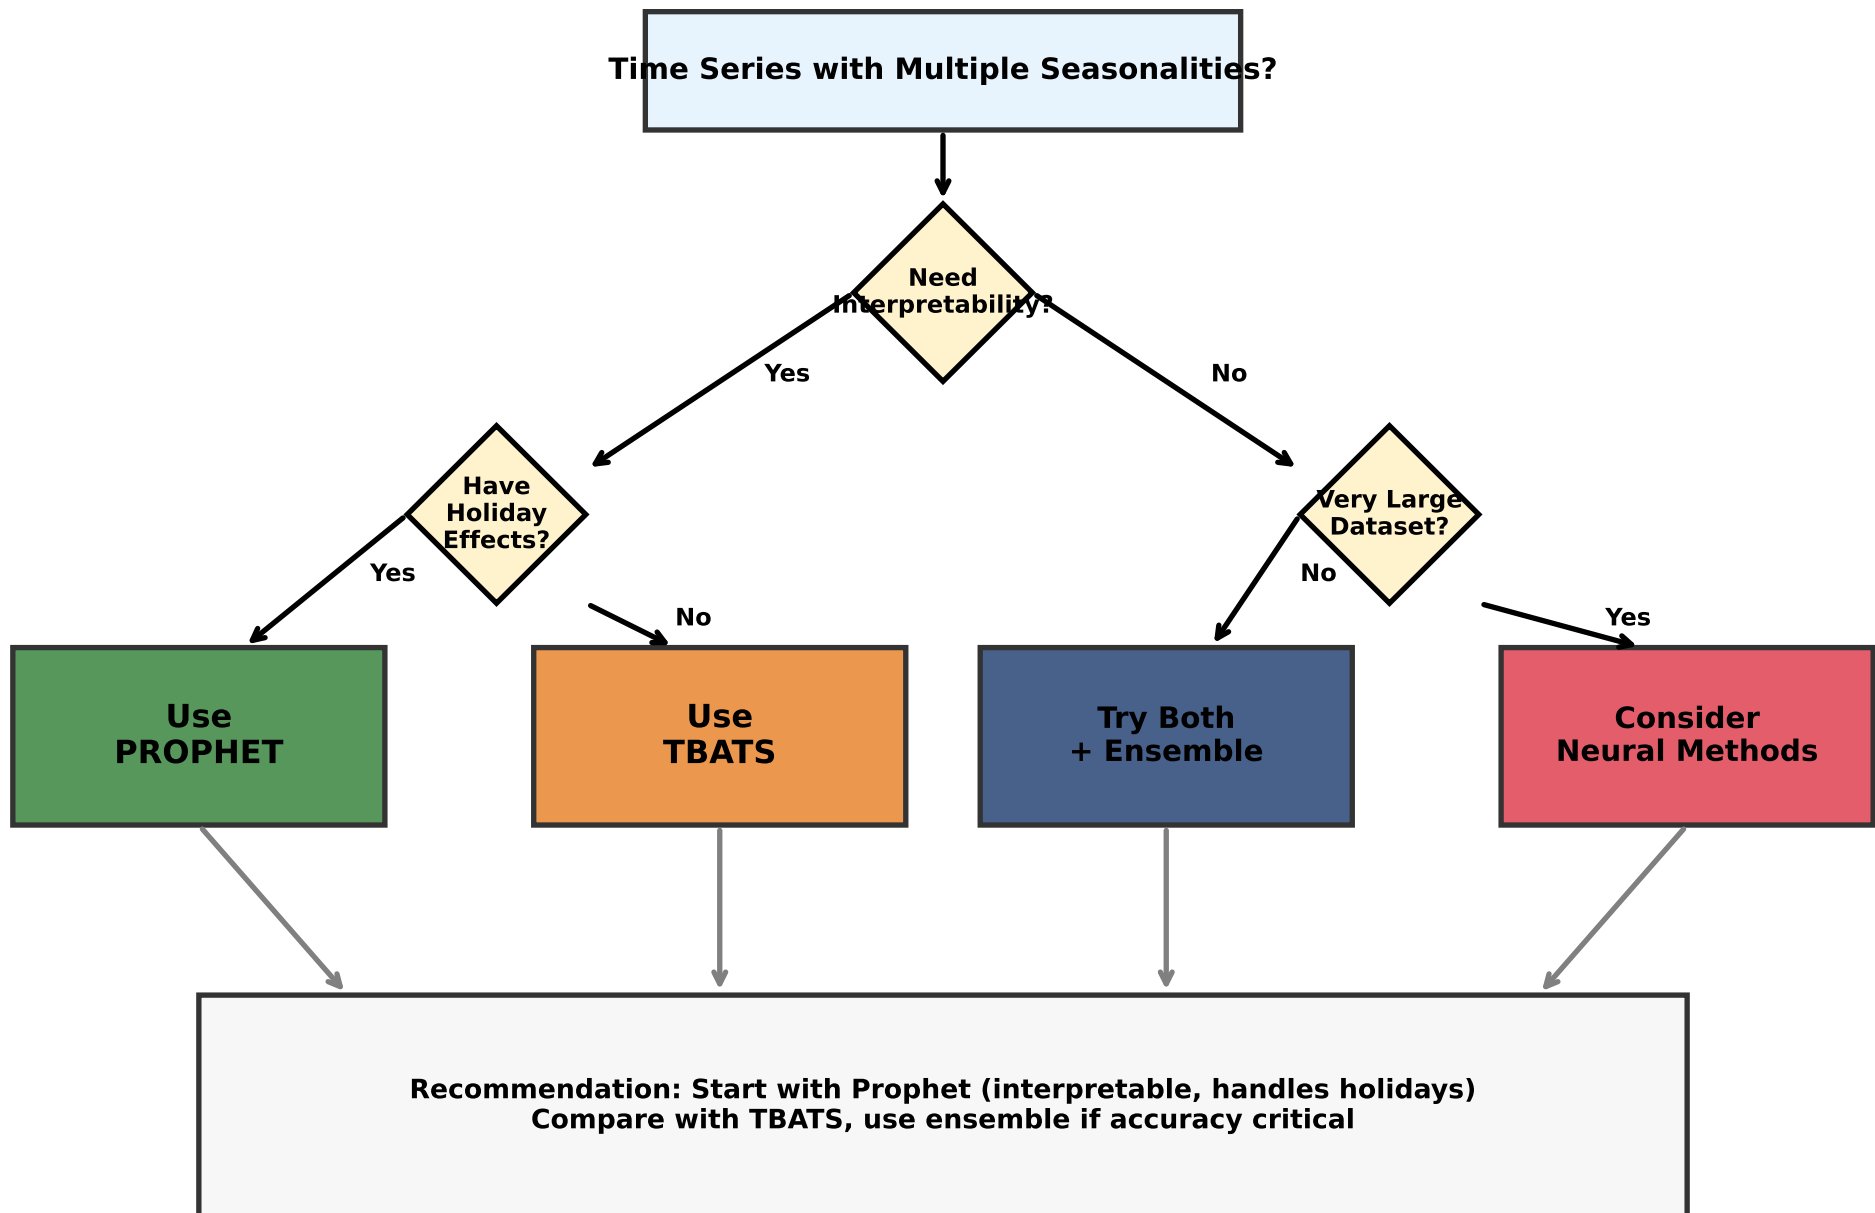 Time Series with Multiple Seasonalities?
Need
Interpretability?
Yes
No
Have
Holiday
Effects?
Very Large
Dataset?
Yes
No
No
Yes
Use
PROPHET
Use
TBATS
Try Both
+ Ensemble
Consider
Neural Methods
Recommendation: Start with Prophet (interpretable, handles holidays)
Compare with TBATS, use ensemble if accuracy critical